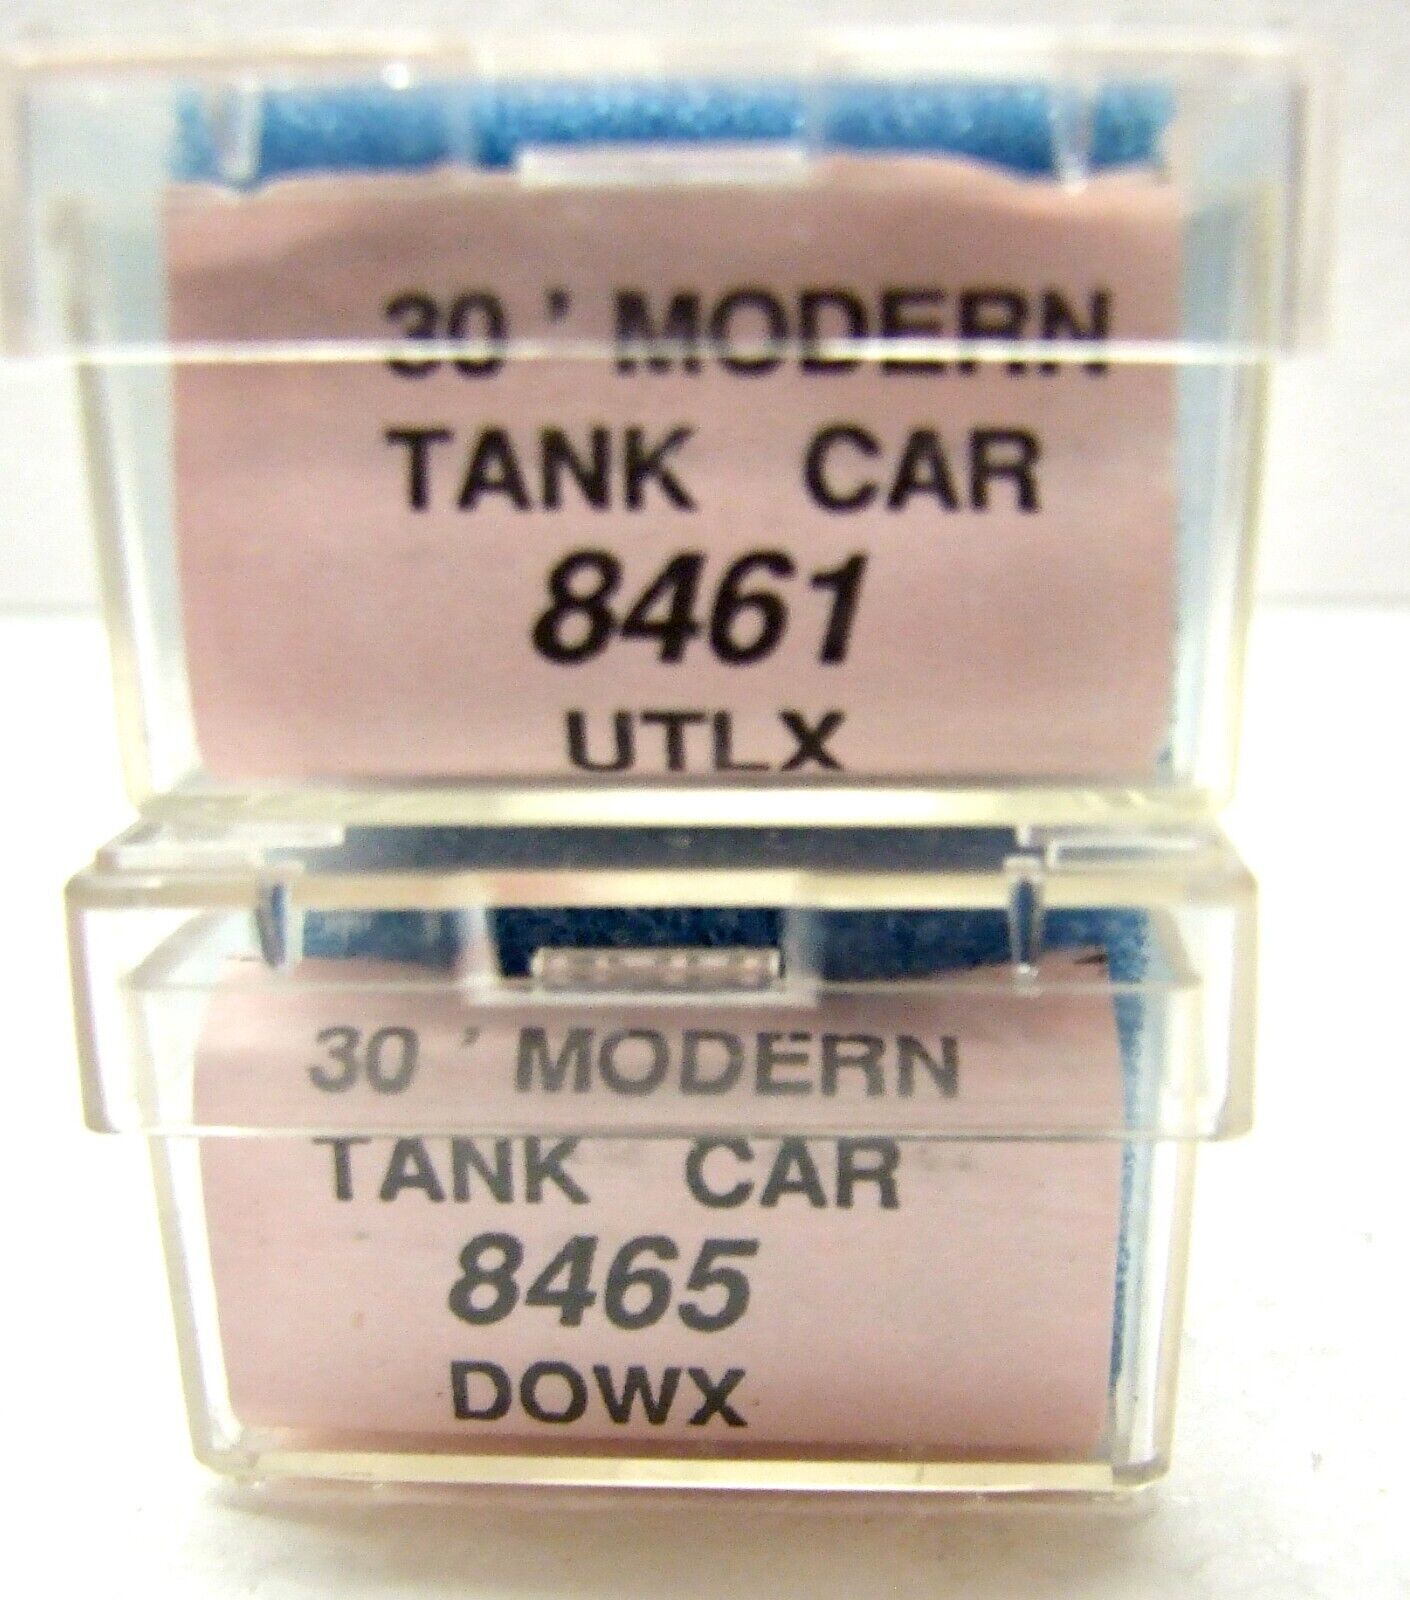 30 ' MODERN
TANK CAR
8461
UTLX
30 ' MODERN
TANK CAR
8465
DOWX